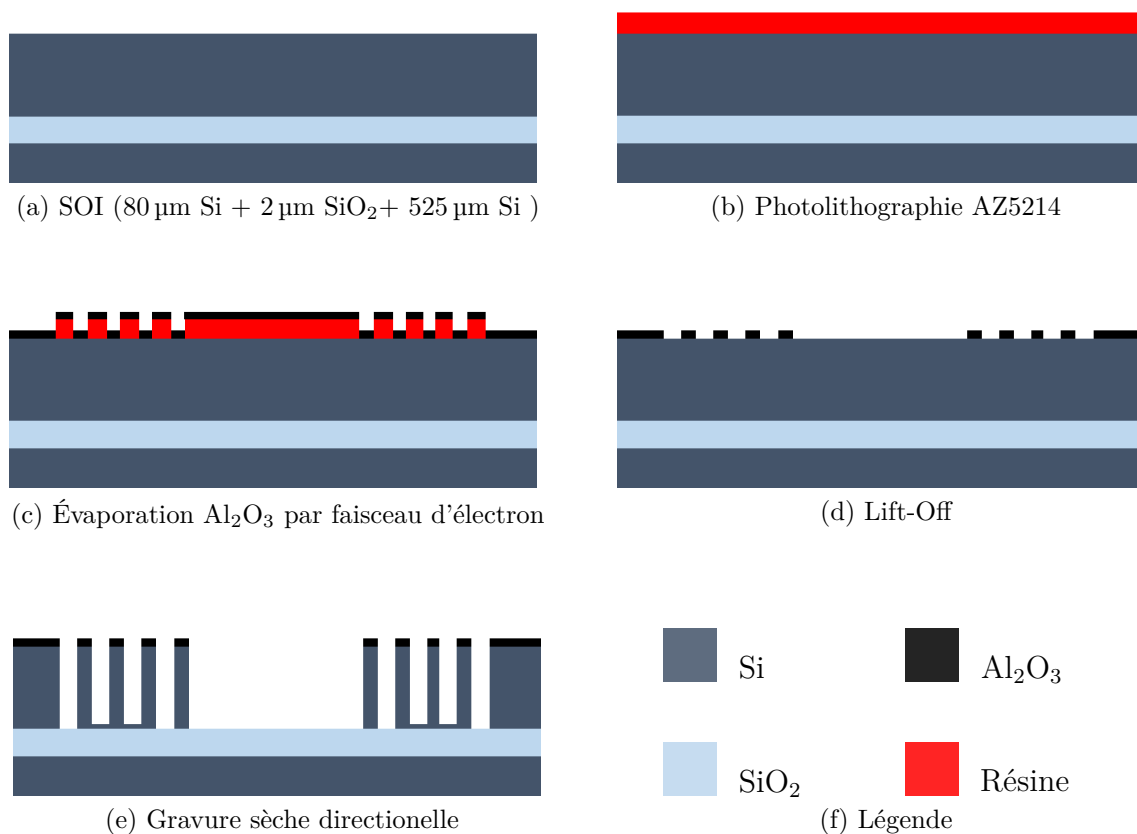 (a) SOI (80 µm Si + 2 µm SiO₂+ 525 µm Si )
(b) Photolithographie AZ5214
(c) Évaporation Al₂O₃ par faisceau d'électron
(d) Lift-Off
Si
Al₂O₃
SiO₂
Résine
(e) Gravure sèche directionelle
(f) Légende